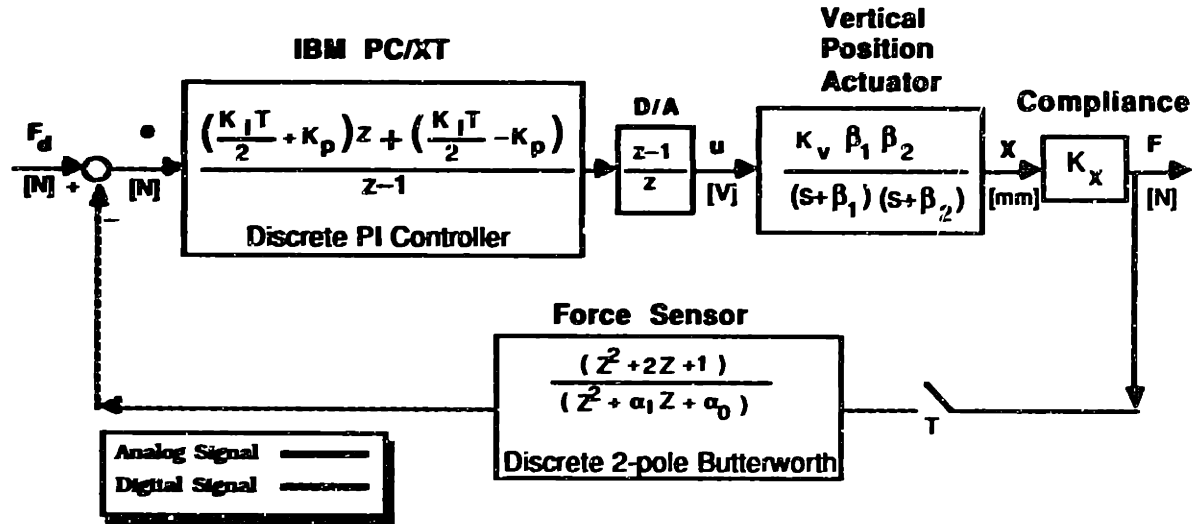 IBM PC/XT
Vertical
Position
Actuator
D/A
Compliance
F_d
[N] +
–
[N]
(K_I T / 2 + K_p) z + (K_I T / 2 – K_p)
z–1
Discrete PI Controller
z–1
z
u
[V]
K_v β_1 β_2
(s+β_1) (s+β_2)
X
[mm]
K_X
F
[N]
Force Sensor
( Z² +2Z +1 )
( Z² + α_1 Z + α_0 )
Discrete 2-pole Butterworth
T
Analog Signal
Digital Signal